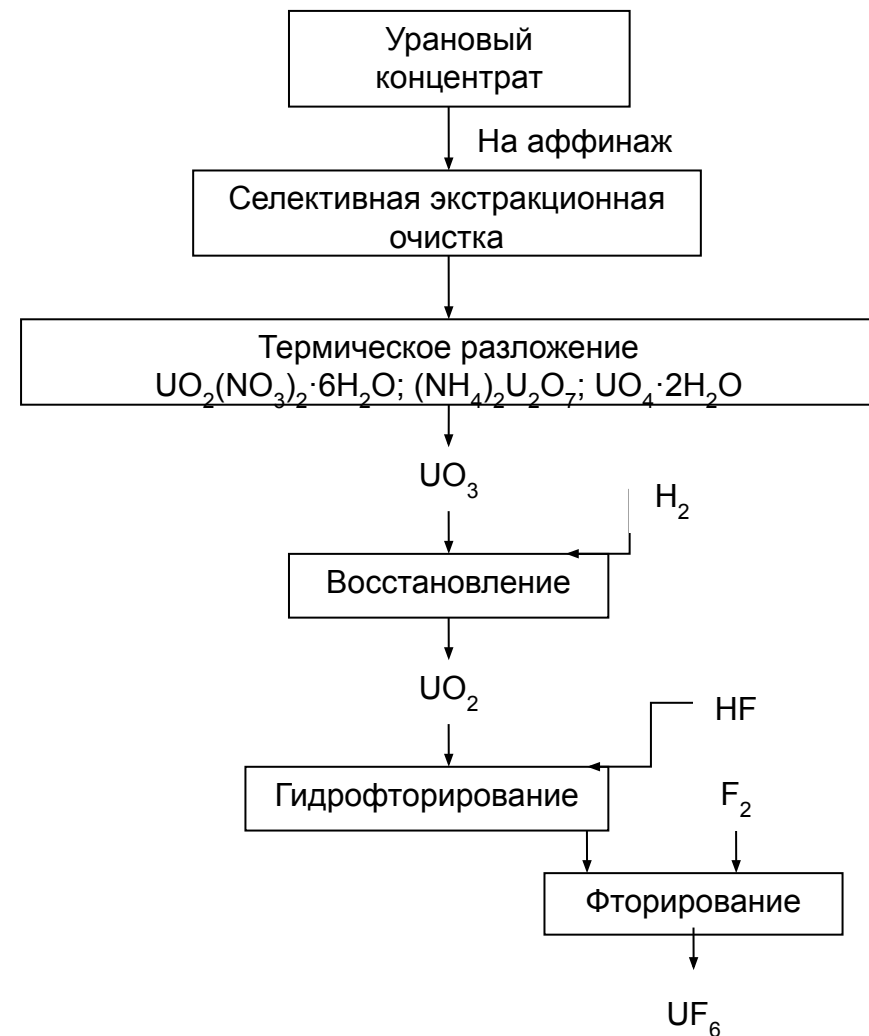 Урановый
концентрат
На аффинаж
Селективная экстракционная
очистка
Термическое разложение
UO₂(NO₃)₂·6H₂O; (NH₄)₂U₂O₇; UO₄·2H₂O
UO₃
H₂
Восстановление
UO₂
HF
Гидрофторирование
F₂
Фторирование
UF₆